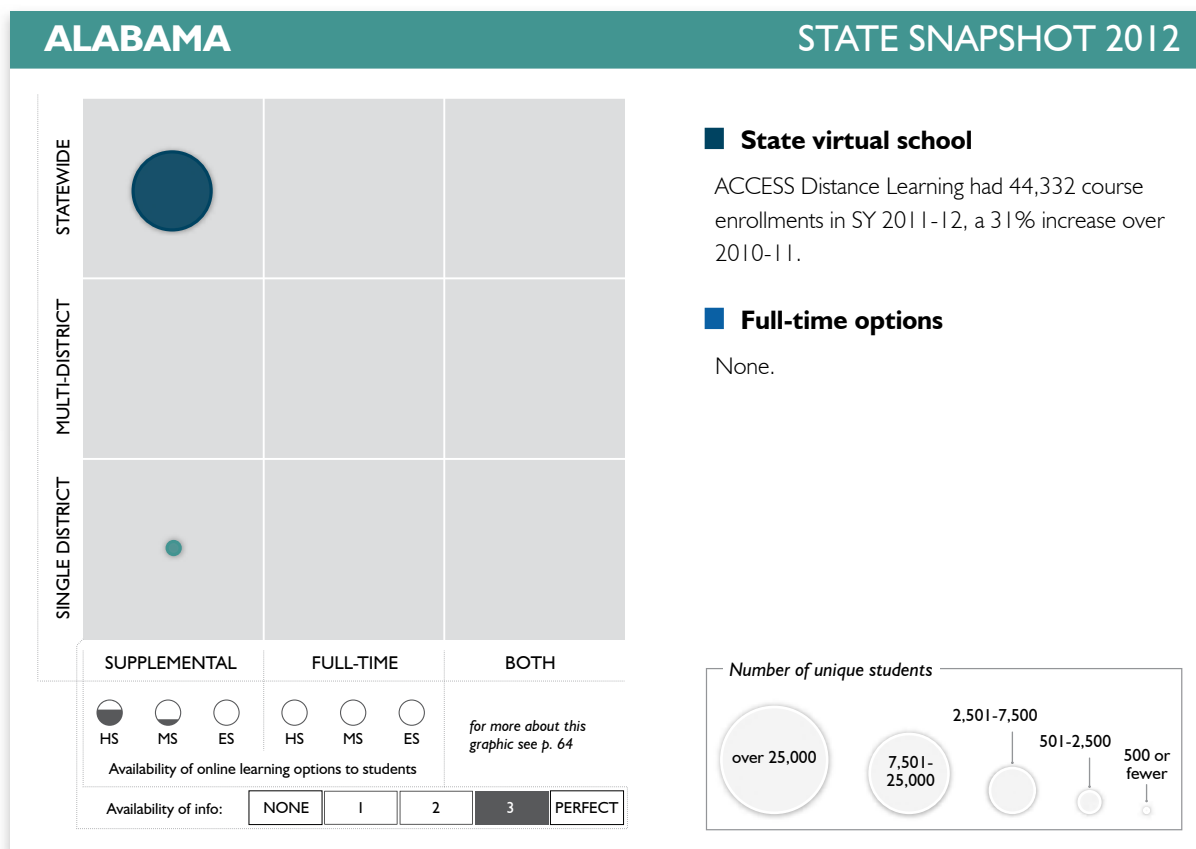 ALABAMA
STATE SNAPSHOT 2012
STATEWIDE
MULTI-DISTRICT
SINGLE DISTRICT
SUPPLEMENTAL
FULL-TIME
BOTH
HS
MS
ES
HS
MS
ES
for more about this
graphic see p. 64
Availability of online learning options to students
Availability of info:
NONE
1
2
3
PERFECT
State virtual school
ACCESS Distance Learning had 44,332 course
enrollments in SY 2011-12, a 31% increase over
2010-11.
Full-time options
None.
Number of unique students
over 25,000
7,501-
25,000
2,501-7,500
501-2,500
500 or
fewer